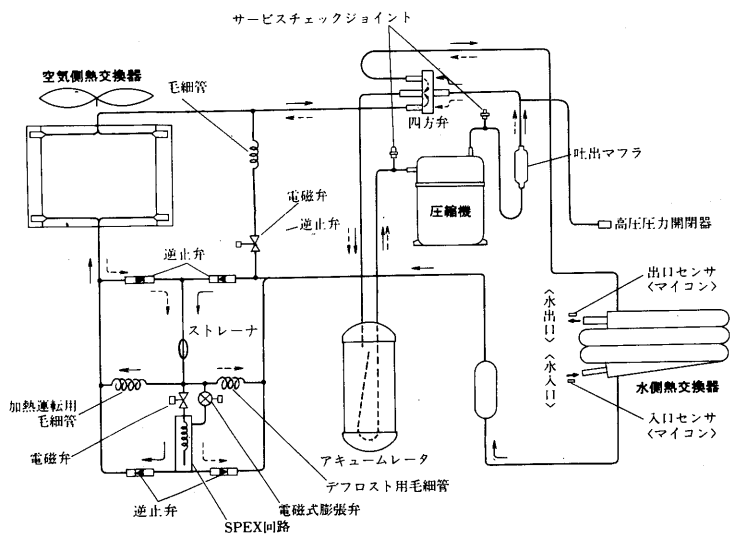 サービスチェックジョイント
空気側熱交換器
毛細管
四方弁
吐出マフラ
電磁弁
圧縮機
逆止弁
高圧圧力開閉器
逆止弁
出口センサ
〈マイコン〉
〈水出口〉
ストレーナ
〈水入口〉
水側熱交換器
加熱運転用
毛細管
入口センサ
〈マイコン〉
電磁弁
アキュームレータ
デフロスト用毛細管
逆止弁
電磁式膨張弁
SPEX回路